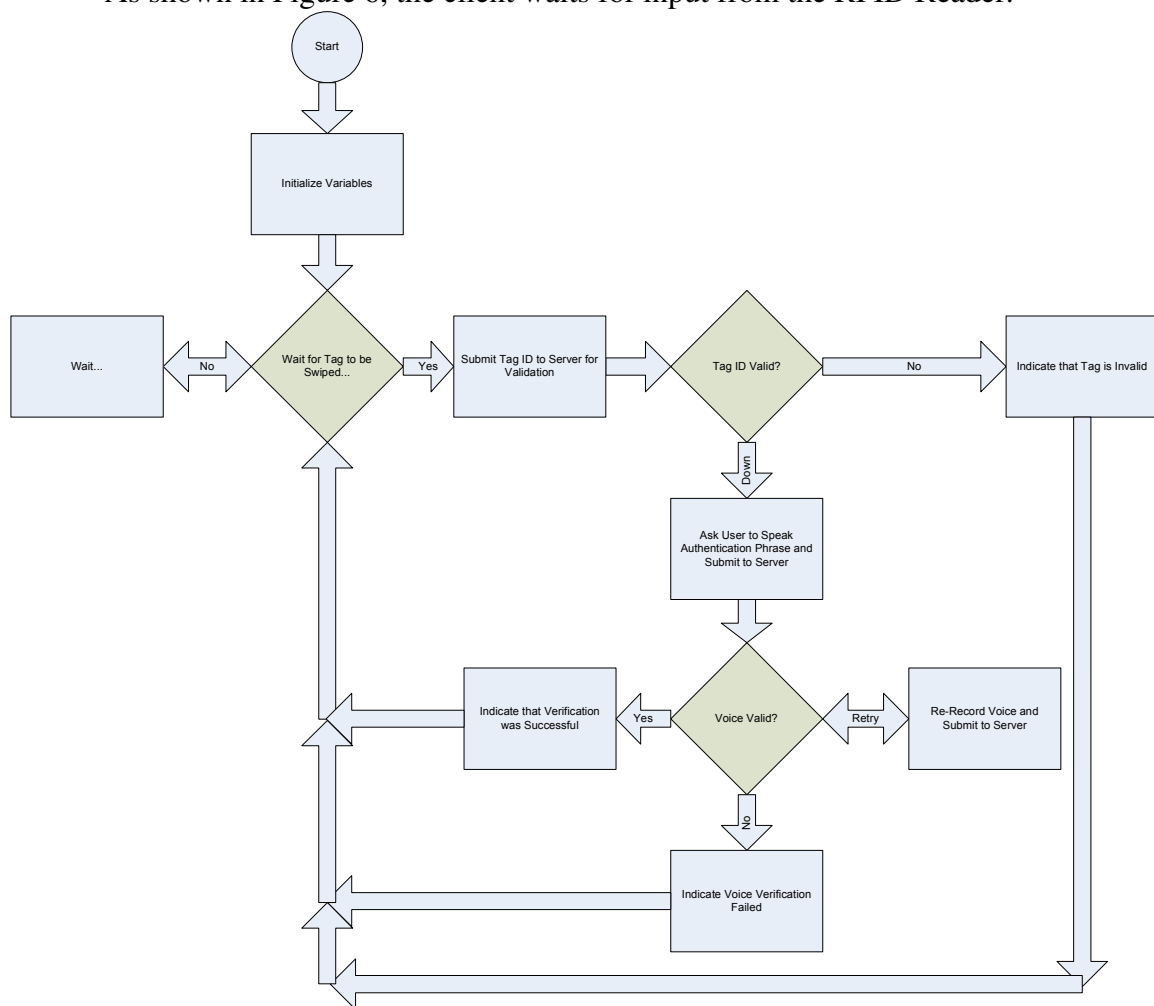 As shown in Figure 6, the client waits for input from the RFID Reader.
Start
Initialize Variables
Wait...
No
Wait for Tag to be
Swiped...
Yes
Submit Tag ID to Server for
Validation
Tag ID Valid?
No
Indicate that Tag is Invalid
Down
Ask User to Speak
Authentication Phrase and
Submit to Server
Indicate that Verification
was Successful
Yes
Voice Valid?
Retry
Re-Record Voice and
Submit to Server
No
Indicate Voice Verification
Failed